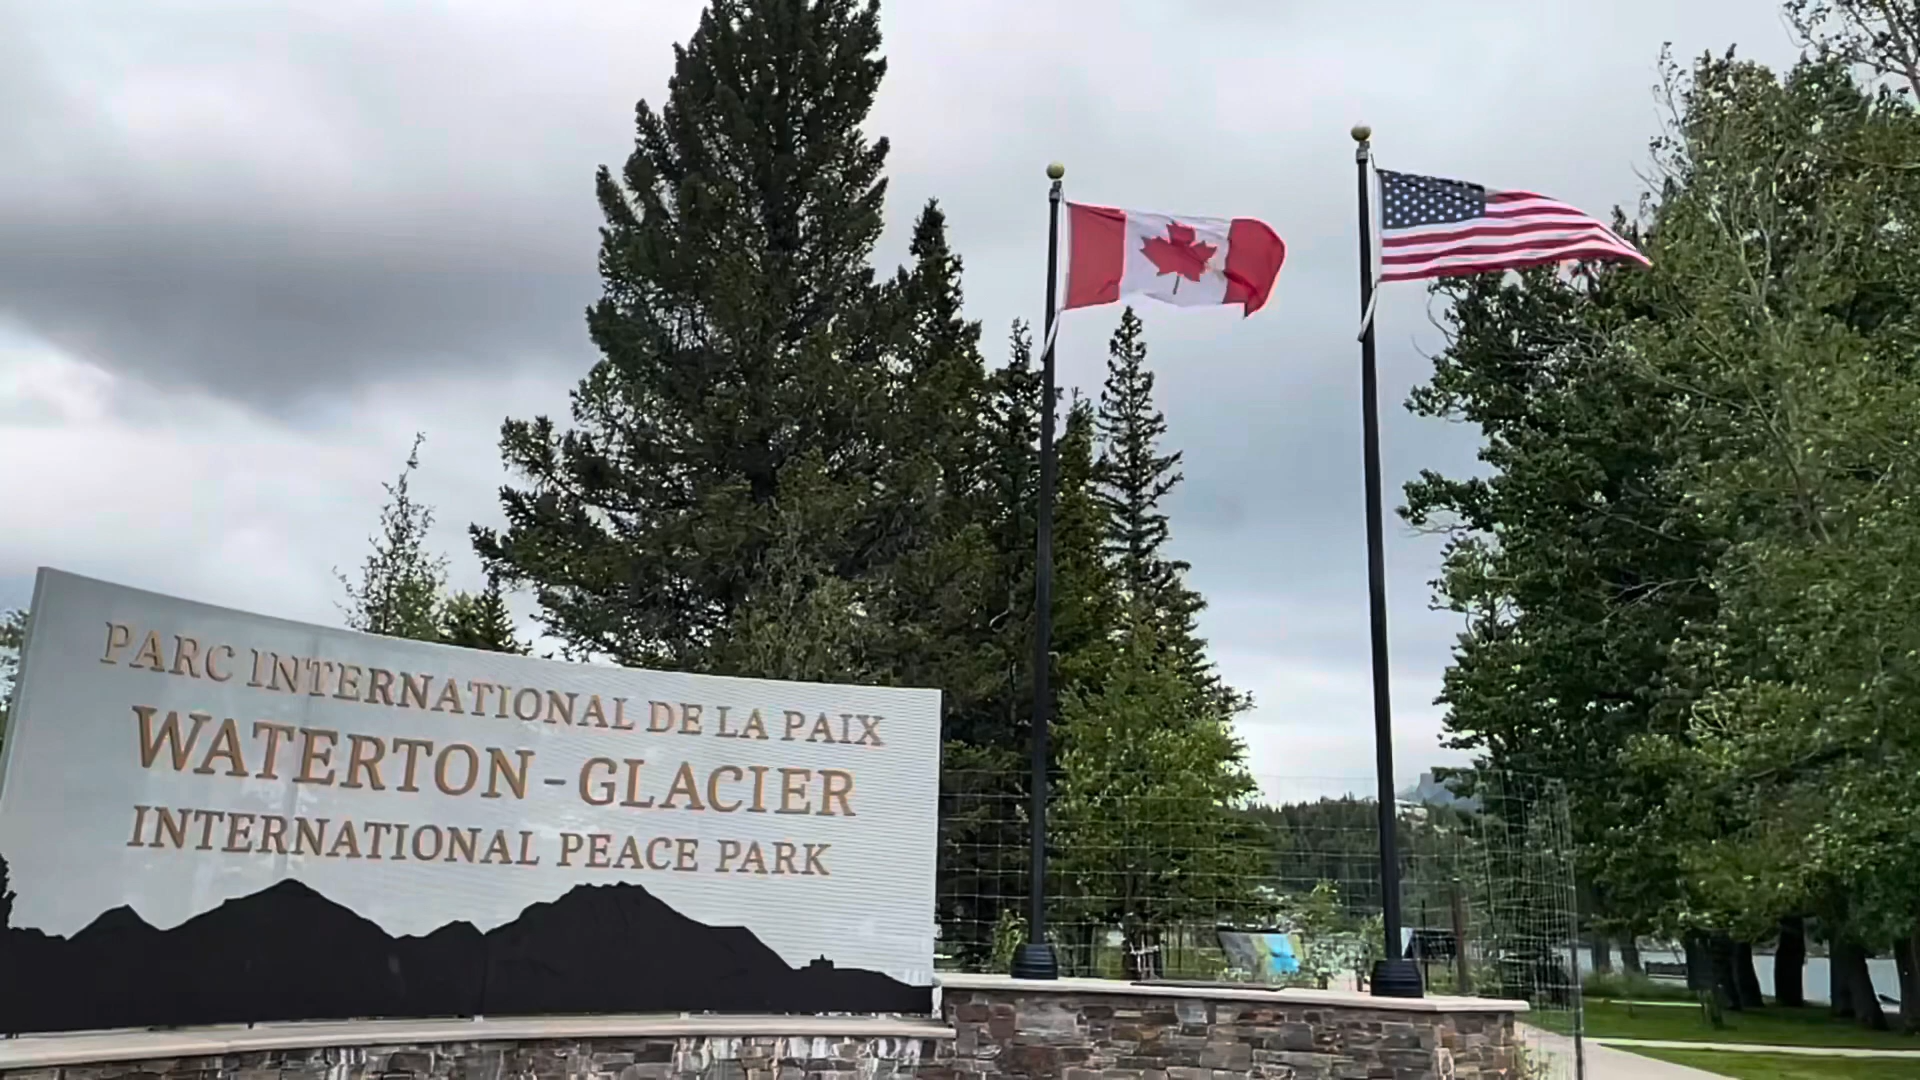 PARC INTERNATIONAL DE LA PAIX
WATERTON - GLACIER
INTERNATIONAL PEACE PARK